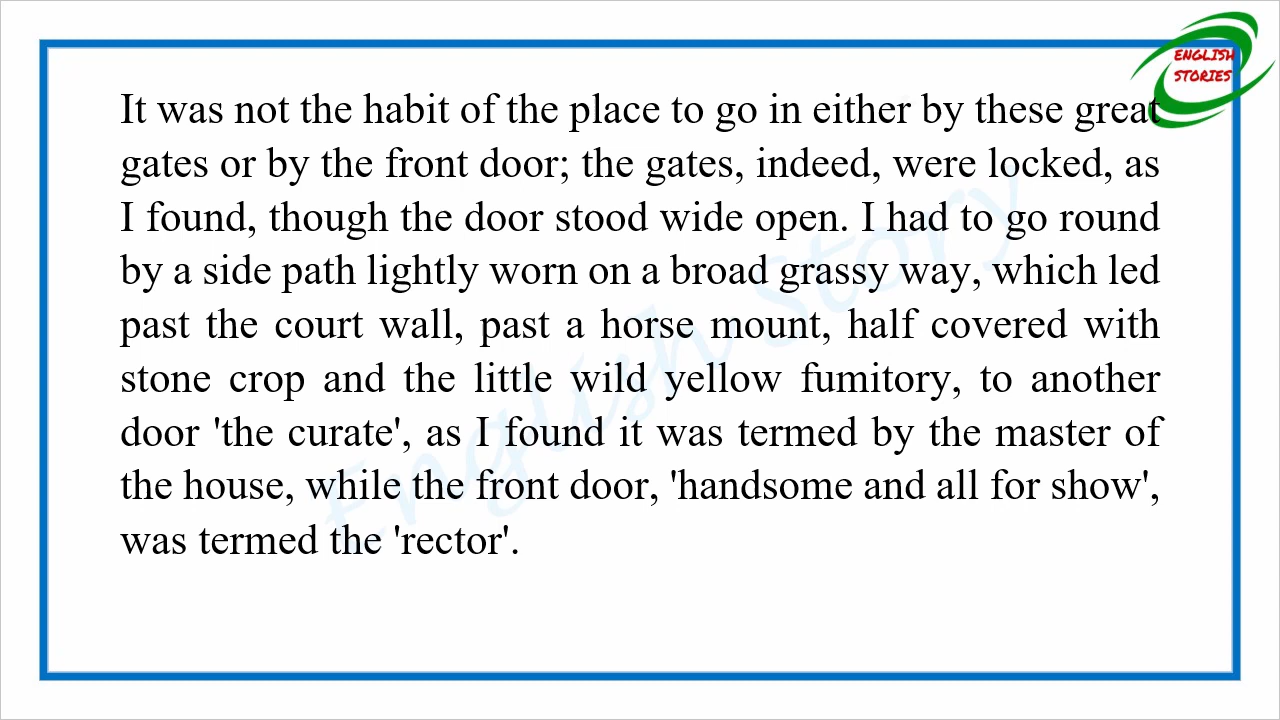 ENGLISH
STORIES
It was not the habit of the place to go in either by these great
gates or by the front door; the gates, indeed, were locked, as
I found, though the door stood wide open. I had to go round
by a side path lightly worn on a broad grassy way, which led
past the court wall, past a horse mount, half covered with
stone crop and the little wild yellow fumitory, to another
door 'the curate', as I found it was termed by the master of
the house, while the front door, 'handsome and all for show',
was termed the 'rector'.
English Story